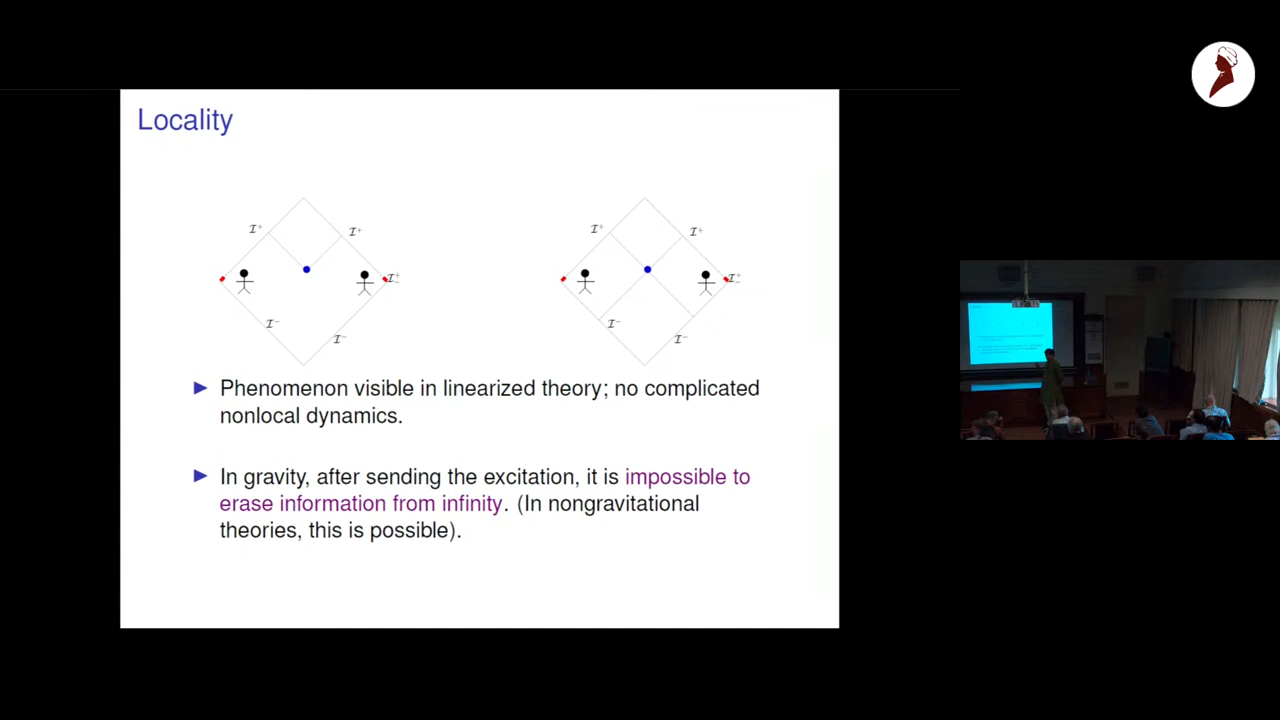 Locality
𝓘⁺ 𝓘⁺ 𝓘⁺ 𝓘⁺
𝓘⁺₋ 𝓘⁺₋
𝓘⁻ 𝓘⁻ 𝓘⁻ 𝓘⁻
Phenomenon visible in linearized theory; no complicated
nonlocal dynamics.
In gravity, after sending the excitation, it is impossible to
erase information from infinity. (In nongravitational
theories, this is possible).